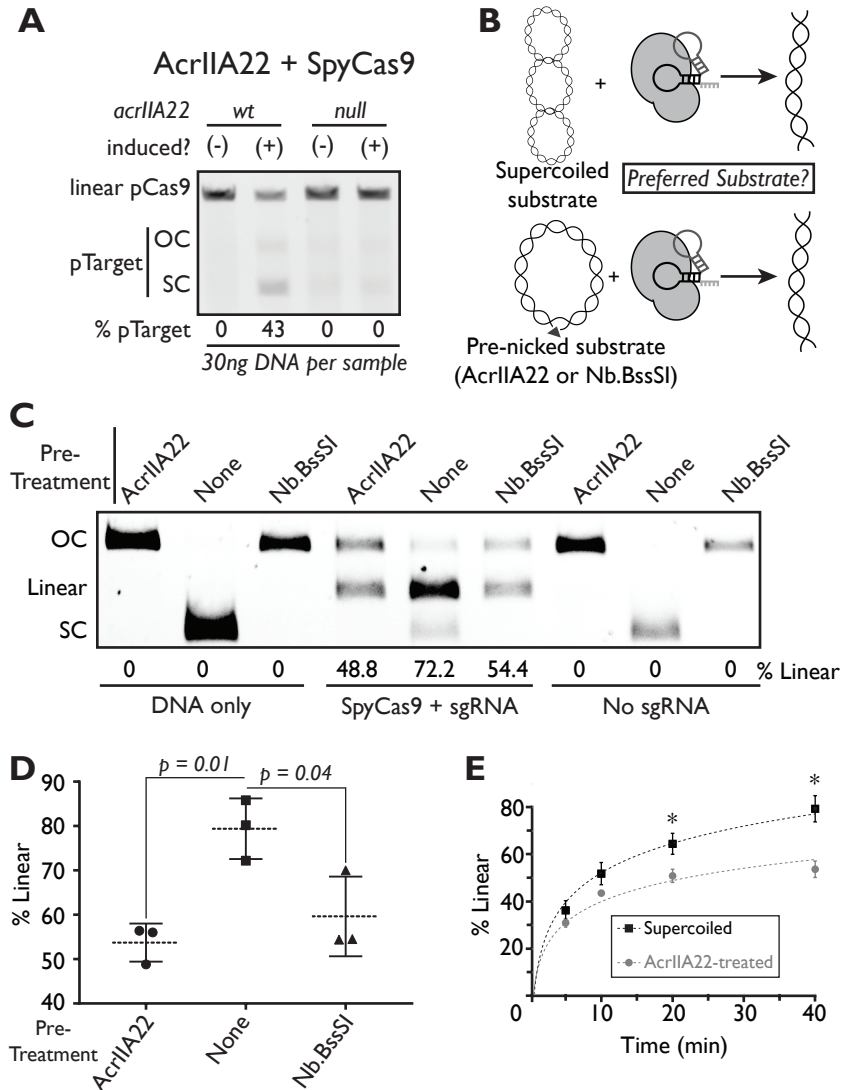 A
AcrIIA22 + SpyCas9
acrIIA22 wt null
induced? (-) (+) (-) (+)
linear pCas9
pTarget
OC
SC
% pTarget 0 43 0 0
30ng DNA per sample
B
+
Supercoiled
substrate
Preferred Substrate?
+
Pre-nicked substrate
(AcrIIA22 or Nb.BssSI)
C
Pre-
Treatment
AcrIIA22 None Nb.BssSI AcrIIA22 None Nb.BssSI AcrIIA22 None Nb.BssSI
OC
Linear
SC
0 0 0 48.8 72.2 54.4 0 0 0 % Linear
DNA only SpyCas9 + sgRNA No sgRNA
D
p = 0.01 p = 0.04
90
80
70
60
50
40
% Linear
Pre-
Treatment
AcrIIA22 None Nb.BssSI
E
* *
80
60
40
20
% Linear
Supercoiled
AcrIIA22-treated
0 10 20 30 40
Time (min)